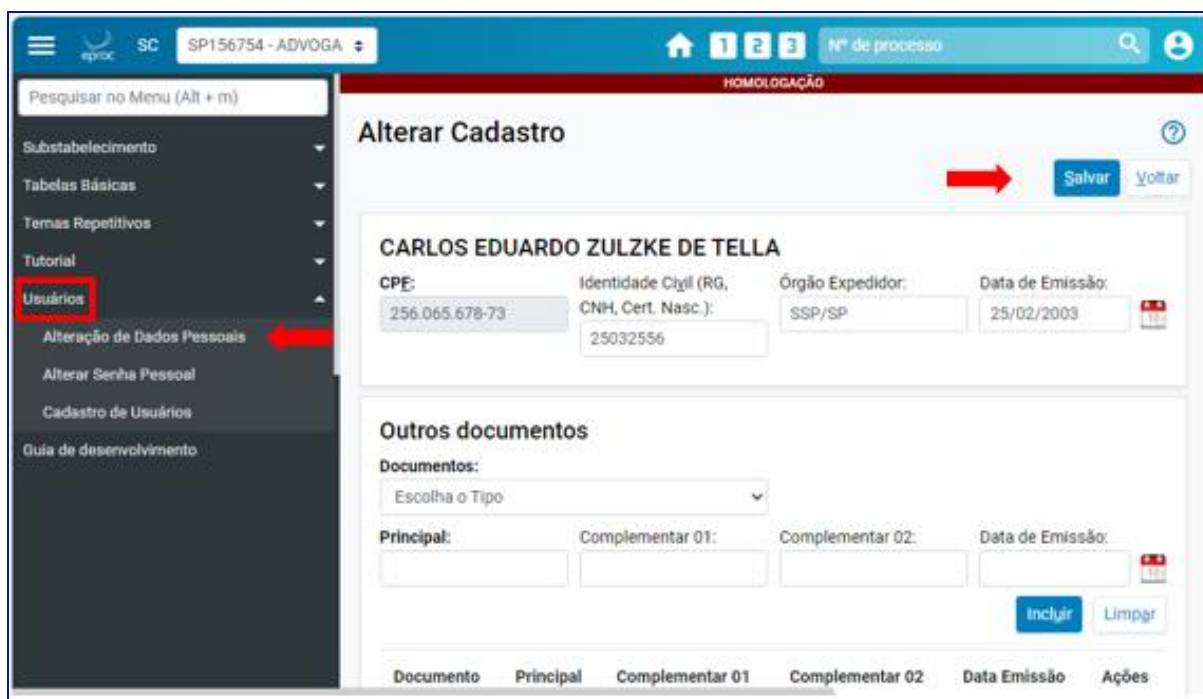 eproc SC SP156754 - ADVOGA 1 2 3 Nº de processo
Pesquisar no Menu (Alt + m)
Substabelecimento
Tabelas Básicas
Temas Repetitivos
Tutorial
Usuários
Alteração de Dados Pessoais
Alterar Senha Pessoal
Cadastro de Usuários
Guia de desenvolvimento
HOMOLOGAÇÃO
Alterar Cadastro
Salvar Voltar
CARLOS EDUARDO ZULZKE DE TELLA
CPF: Identidade Civil (RG, CNH, Cert. Nasc.): Órgão Expedidor: Data de Emissão:
256.065.678-73 25032556 SSP/SP 25/02/2003
Outros documentos
Documentos:
Escolha o Tipo
Principal: Complementar 01: Complementar 02: Data de Emissão:
Incluir Limpar
Documento Principal Complementar 01 Complementar 02 Data Emissão Ações